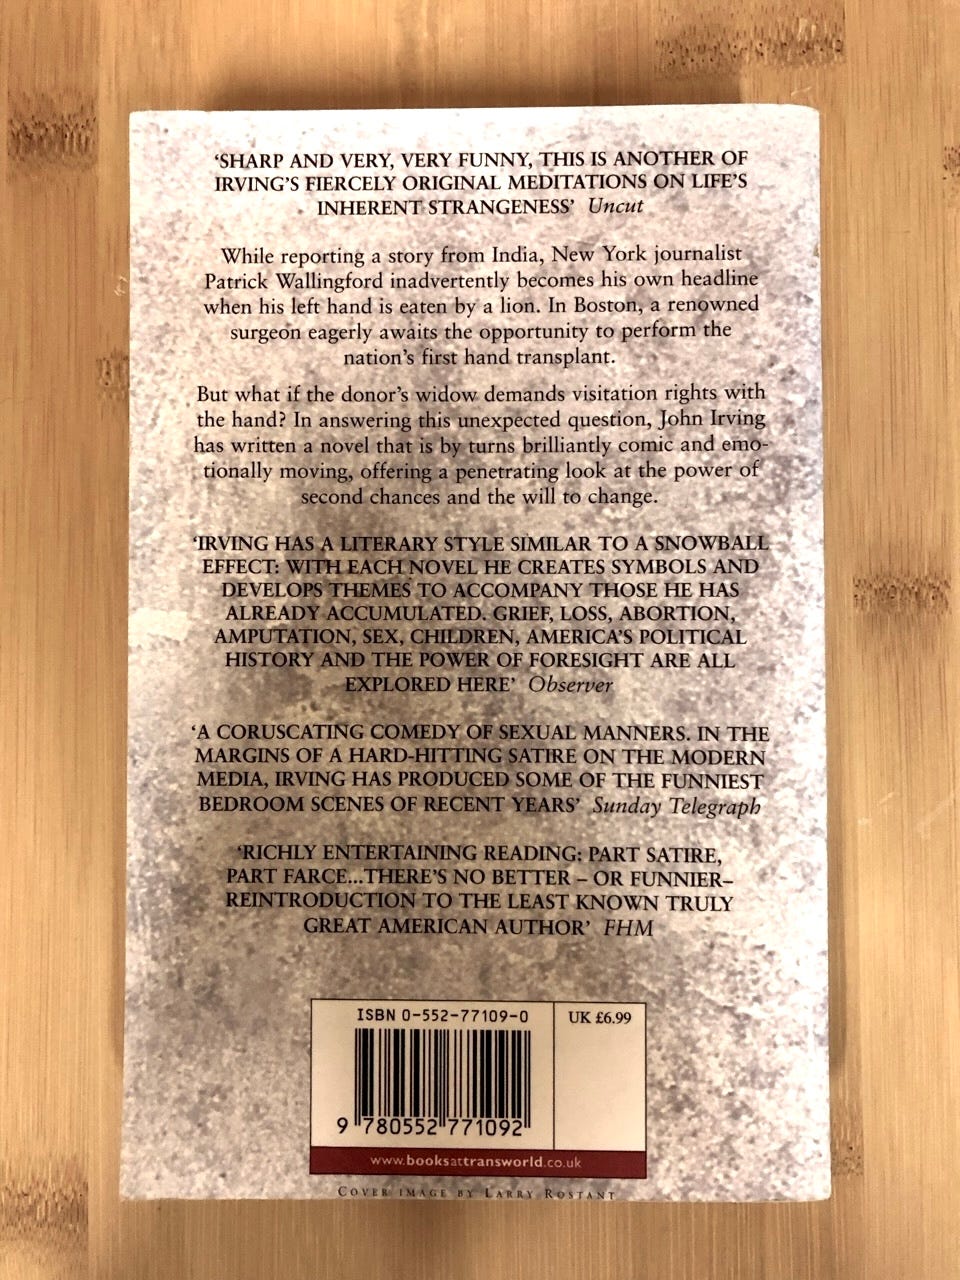 ‘SHARP AND VERY, VERY FUNNY, THIS IS ANOTHER OF
IRVING’S FIERCELY ORIGINAL MEDITATIONS ON LIFE’S
INHERENT STRANGENESS’ Uncut
While reporting a story from India, New York journalist
Patrick Wallingford inadvertently becomes his own headline
when his left hand is eaten by a lion. In Boston, a renowned
surgeon eagerly awaits the opportunity to perform the
nation’s first hand transplant.
But what if the donor’s widow demands visitation rights with
the hand? In answering this unexpected question, John Irving
has written a novel that is by turns brilliantly comic and emo-
tionally moving, offering a penetrating look at the power of
second chances and the will to change.
‘IRVING HAS A LITERARY STYLE SIMILAR TO A SNOWBALL
EFFECT: WITH EACH NOVEL HE CREATES SYMBOLS AND
DEVELOPS THEMES TO ACCOMPANY THOSE HE HAS
ALREADY ACCUMULATED. GRIEF, LOSS, ABORTION,
AMPUTATION, SEX, CHILDREN, AMERICA’S POLITICAL
HISTORY AND THE POWER OF FORESIGHT ARE ALL
EXPLORED HERE’ Observer
‘A CORUSCATING COMEDY OF SEXUAL MANNERS. IN THE
MARGINS OF A HARD-HITTING SATIRE ON THE MODERN
MEDIA, IRVING HAS PRODUCED SOME OF THE FUNNIEST
BEDROOM SCENES OF RECENT YEARS’ Sunday Telegraph
‘RICHLY ENTERTAINING READING: PART SATIRE,
PART FARCE...THERE’S NO BETTER – OR FUNNIER–
REINTRODUCTION TO THE LEAST KNOWN TRULY
GREAT AMERICAN AUTHOR’ FHM
ISBN 0-552-77109-0
UK £6.99
9 780552 771092
www.booksattransworld.co.uk
COVER IMAGE BY LARRY ROSTANT